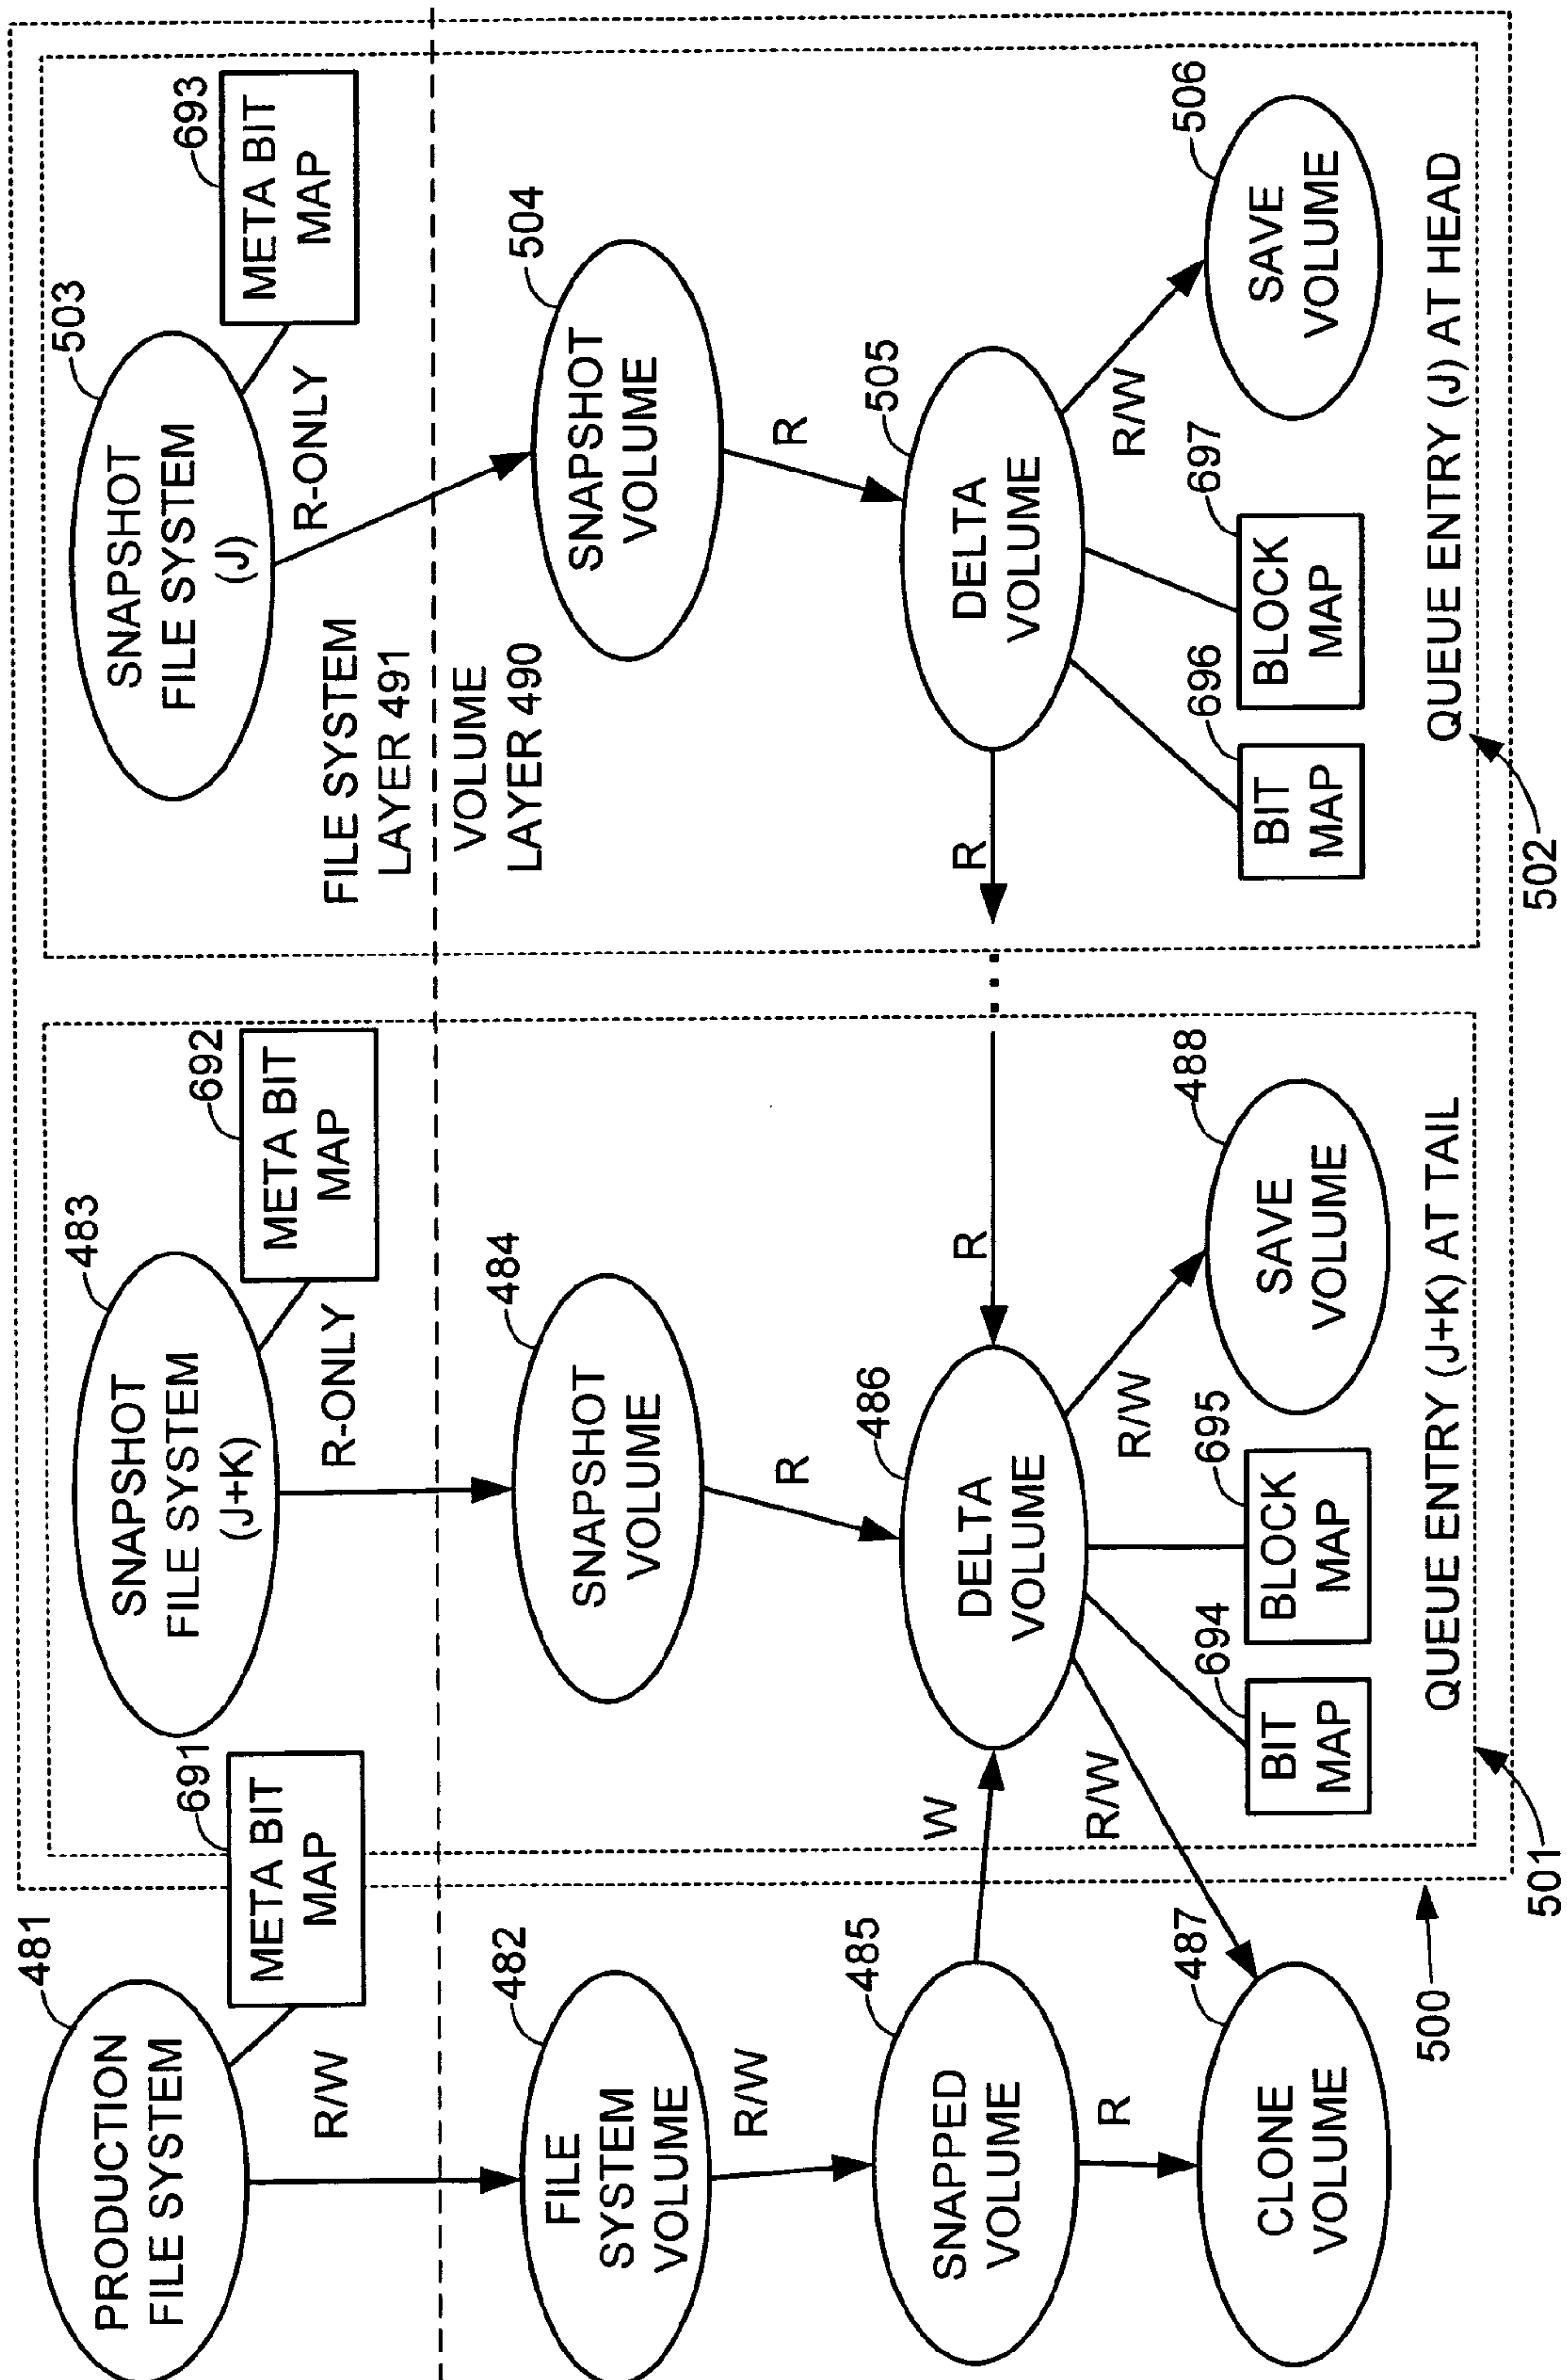 PRODUCTION
FILE SYSTEM
481
META BIT
MAP
691
R/W
FILE
SYSTEM
VOLUME
482
R/W
SNAPPED
VOLUME
485
R
CLONE
VOLUME
487
W
R/W
500
SNAPSHOT
FILE SYSTEM
(J+K)
483
META BIT
MAP
692
R-ONLY
SNAPSHOT
VOLUME
484
R
DELTA
VOLUME
486
R
R/W
SAVE
VOLUME
488
BIT
MAP
694
BLOCK
MAP
695
QUEUE ENTRY (J+K) AT TAIL
501
SNAPSHOT
FILE SYSTEM
(J)
503
META BIT
MAP
693
R-ONLY
FILE SYSTEM
LAYER 491
VOLUME
LAYER 490
SNAPSHOT
VOLUME
504
R
DELTA
VOLUME
505
R
R/W
SAVE
VOLUME
506
BIT
MAP
696
BLOCK
MAP
697
QUEUE ENTRY (J) AT HEAD
502